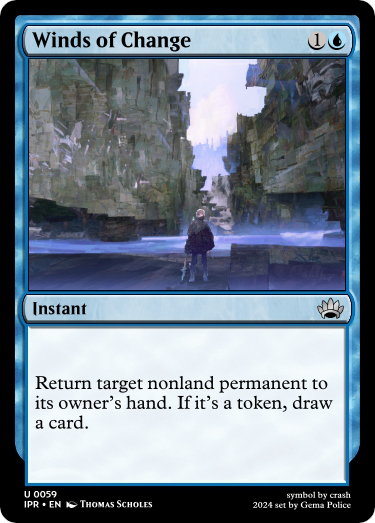 Winds of Change 1
Instant
Return target nonland permanent to
its owner's hand. If it's a token, draw
a card.
U 0059
IPR • EN Thomas Scholes
symbol by crash
2024 set by Gema Police